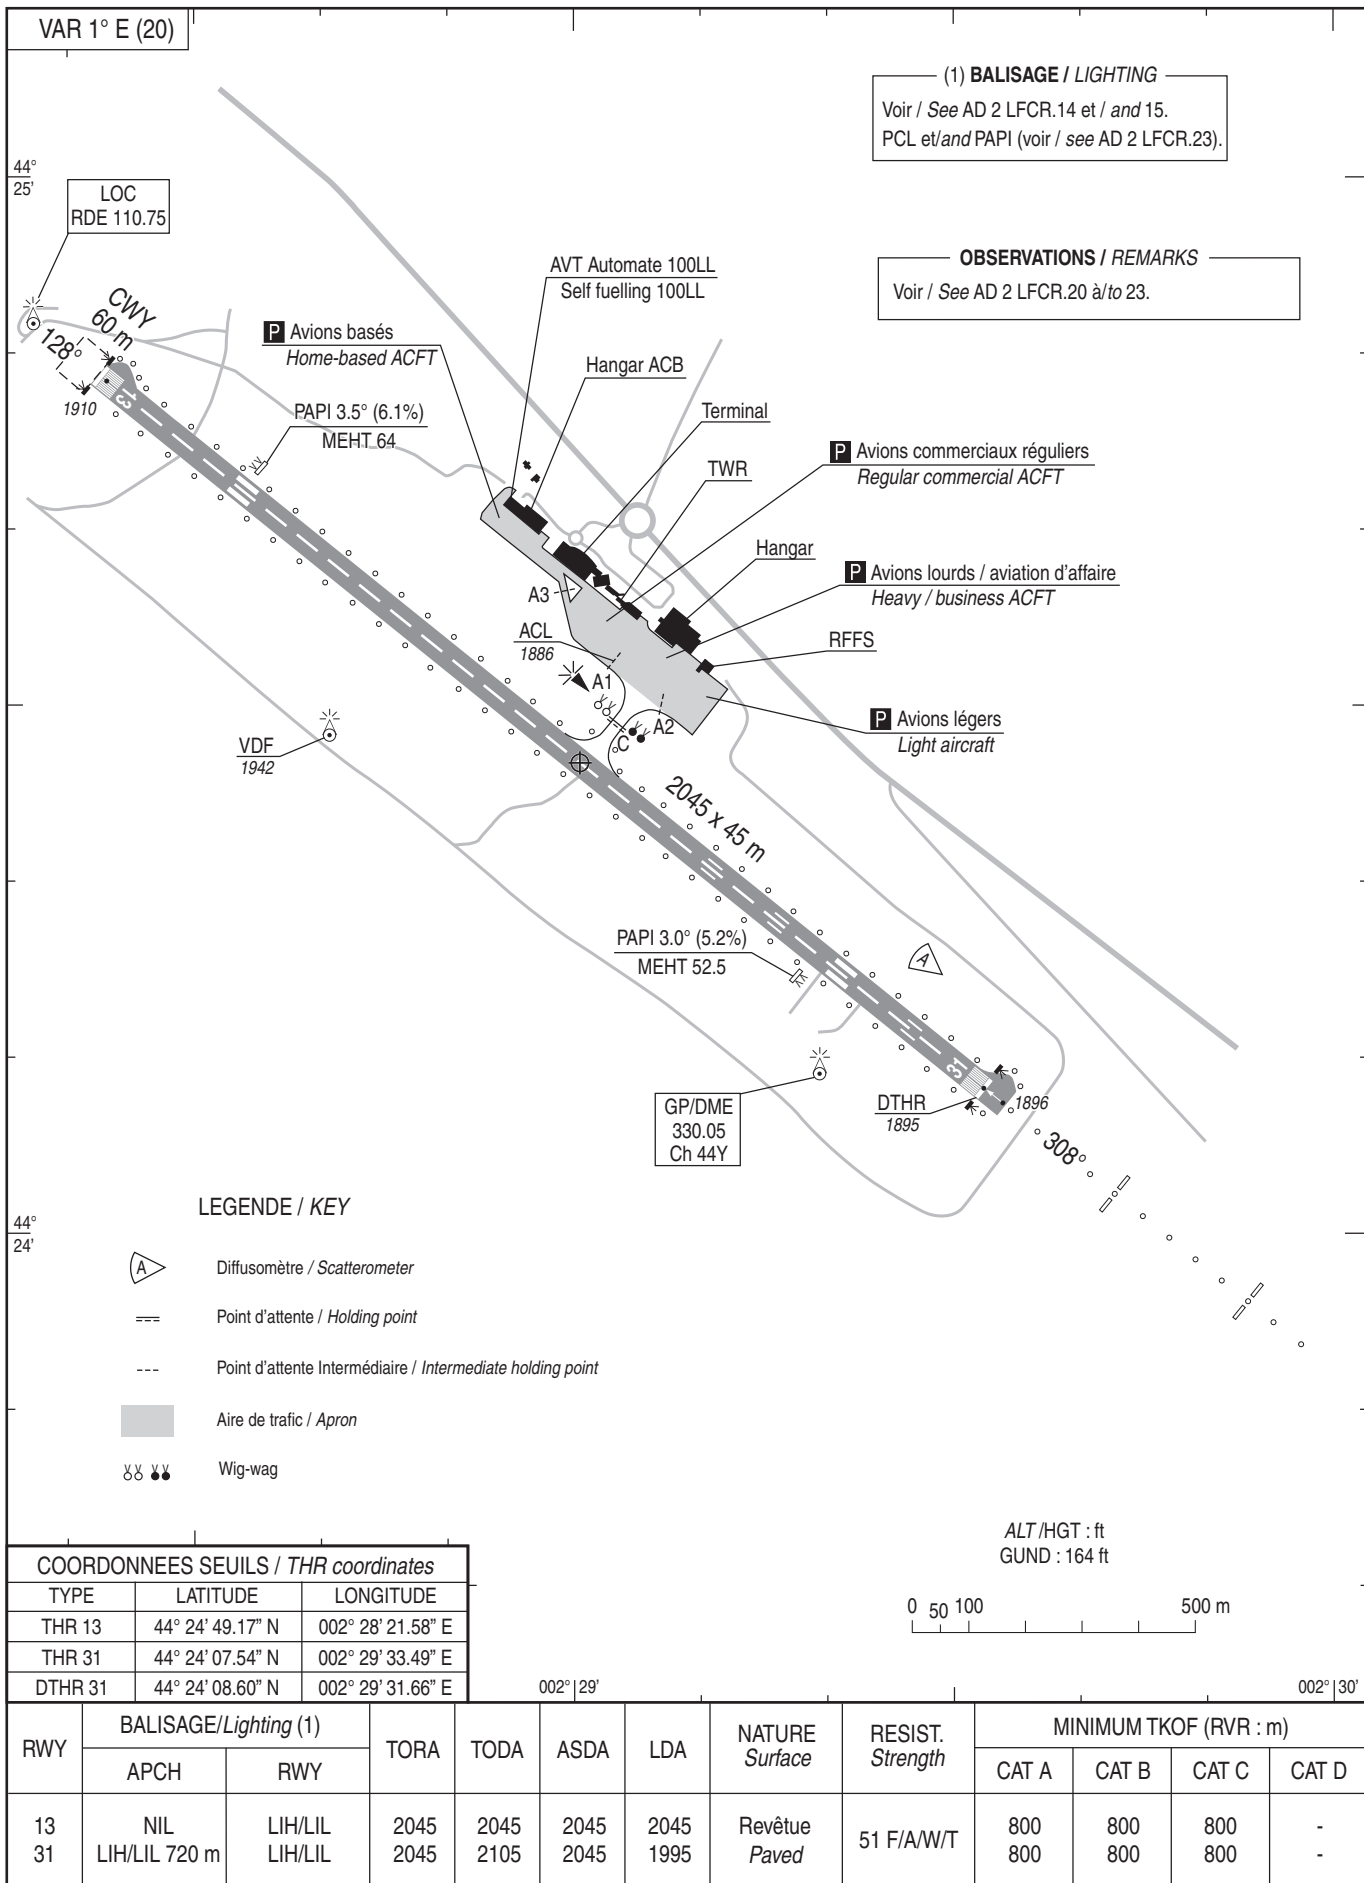 VAR 1° E (20)
(1) BALISAGE / LIGHTING
Voir / See AD 2 LFCR.14 et / and 15.
PCL et/and PAPI (voir / see AD 2 LFCR.23).
44°
25'
LOC
RDE 110.75
OBSERVATIONS / REMARKS
Voir / See AD 2 LFCR.20 à/to 23.
AVT Automate 100LL
Self fuelling 100LL
CWY
60 m
128°
P Avions basés
Home-based ACFT
Hangar ACB
1910
13
PAPI 3.5° (6.1%)
MEHT 64
Terminal
P Avions commerciaux réguliers
Regular commercial ACFT
TWR
Hangar
P Avions lourds / aviation d'affaire
Heavy / business ACFT
A3
ACL
1886
RFFS
A1
A2
P Avions légers
Light aircraft
C
VDF
1942
2045 x 45 m
PAPI 3.0° (5.2%)
MEHT 52.5
A
31
GP/DME
330.05
Ch 44Y
DTHR
1895
1896
308°
LEGENDE / KEY
44°
24'
A
Diffusomètre / Scatterometer
Point d'attente / Holding point
Point d'attente Intermédiaire / Intermediate holding point
Aire de trafic / Apron
Wig-wag
ALT /HGT : ft
GUND : 164 ft
COORDONNEES SEUILS / THR coordinates
TYPE LATITUDE LONGITUDE
THR 13 44° 24' 49.17" N 002° 28' 21.58" E
THR 31 44° 24' 07.54" N 002° 29' 33.49" E
DTHR 31 44° 24' 08.60" N 002° 29' 31.66" E
0 50 100 500 m
002° 29'
002° 30'
RWY BALISAGE/Lighting (1) TORA TODA ASDA LDA NATURE Surface RESIST. Strength MINIMUM TKOF (RVR : m)
APCH RWY CAT A CAT B CAT C CAT D
13 NIL LIH/LIL 2045 2045 2045 2045 Revêtue 51 F/A/W/T 800 800 800 -
31 LIH/LIL 720 m LIH/LIL 2045 2105 2045 1995 Paved 800 800 800 -